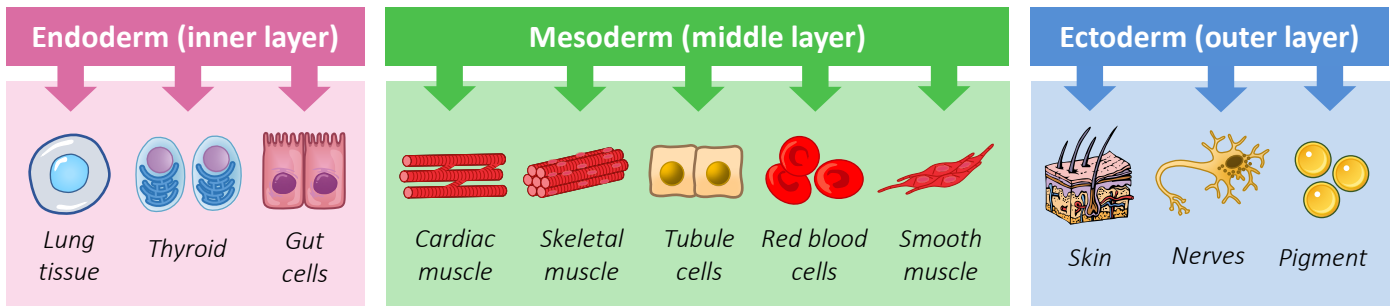 Endoderm (inner layer)
Lung
tissue
Thyroid
Gut
cells
Mesoderm (middle layer)
Cardiac
muscle
Skeletal
muscle
Tubule
cells
Red blood
cells
Smooth
muscle
Ectoderm (outer layer)
Skin
Nerves
Pigment